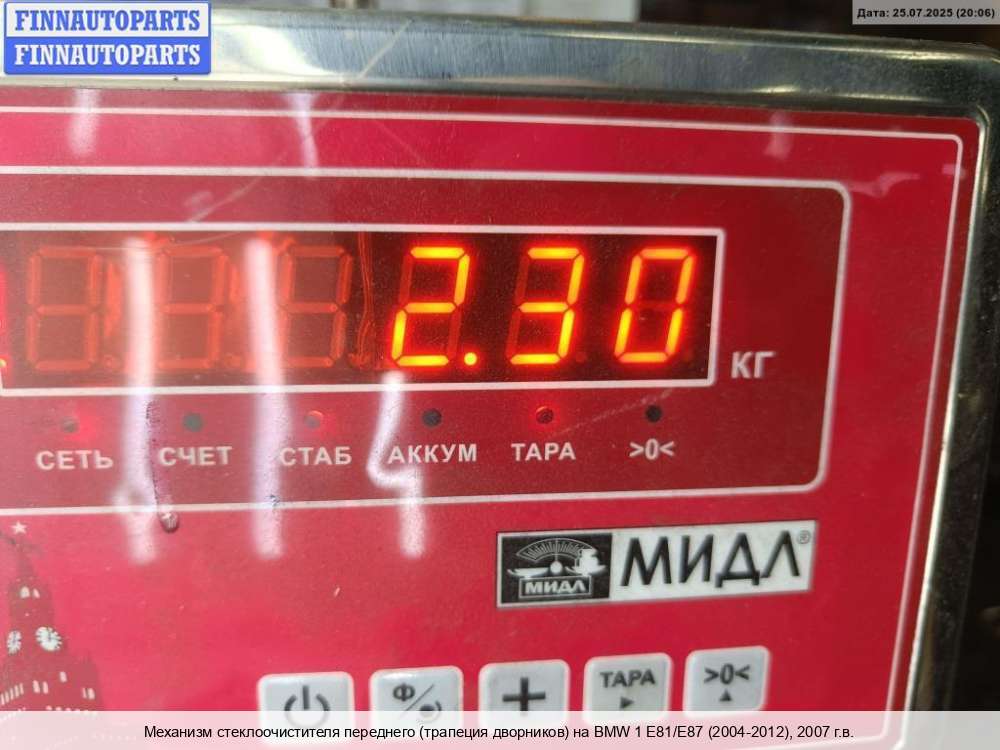 FINNAUTOPARTS
FINNAUTOPARTS
Дата: 25.07.2025 (20:06)
2.30
КГ
СЕТЬ СЧЕТ СТАБ АККУМ ТАРА >0<
МИДЛ МИДЛ®
Ф/ + ТАРА >0<
Механизм стеклоочистителя переднего (трапеция дворников) на BMW 1 E81/E87 (2004-2012), 2007 г.в.